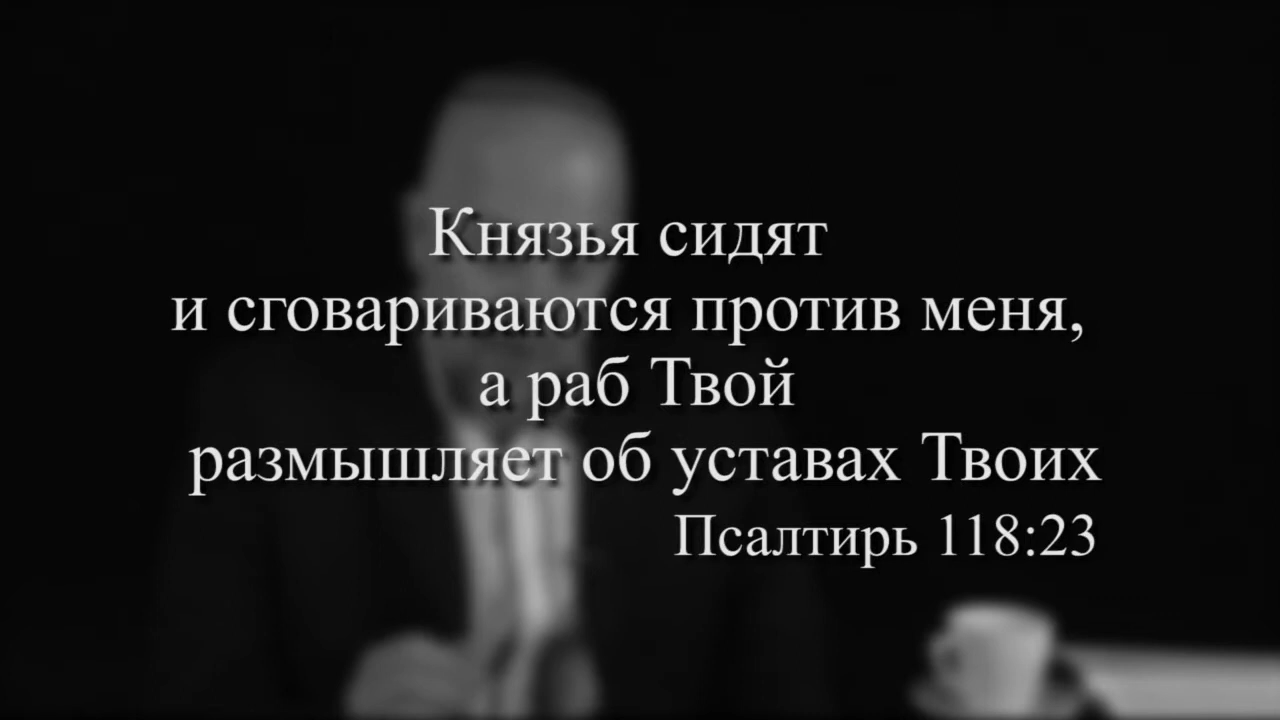 Князья сидят
и сговариваются против меня,
а раб Твой
размышляет об уставах Твоих
Псалтирь 118:23